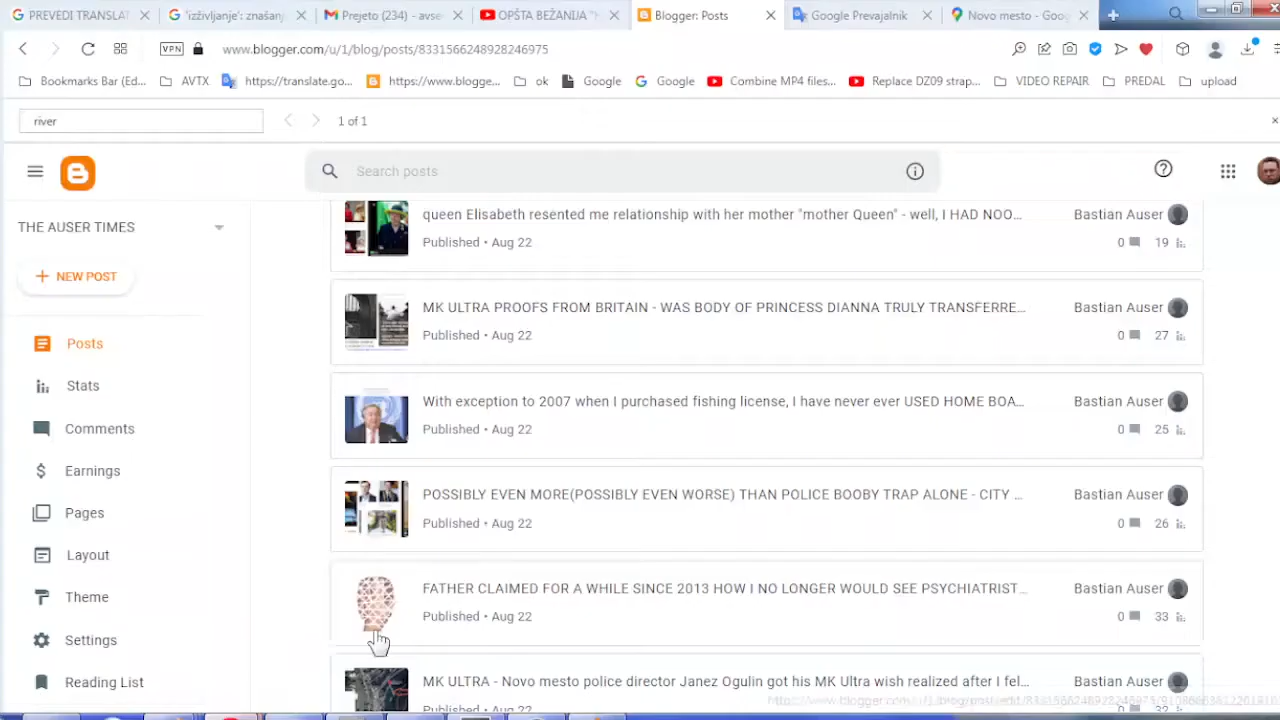 PREVEDI TRANSLAT
'izživljanje': znašanj
Prejeto (234) - avse
OPŠTA BEŽANIJA "
Blogger: Posts
Google Prevajalnik
Novo mesto - Goog
VPN
www.blogger.com/u/1/blog/posts/8331566248928246975
Bookmarks Bar (Ed...
AVTX
https://translate.go...
https://www.blogge...
ok
Google
Google
Combine MP4 files...
Replace DZ09 strap...
VIDEO REPAIR
PREDAL
upload
river
1 of 1
Search posts
THE AUSER TIMES
NEW POST
Posts
Stats
Comments
Earnings
Pages
Layout
Theme
Settings
Reading List
queen Elisabeth resented me relationship with her mother "mother Queen" - well, I HAD NOO...
Bastian Auser
Published • Aug 22
0
19
MK ULTRA PROOFS FROM BRITAIN - WAS BODY OF PRINCESS DIANNA TRULY TRANSFERRE...
Bastian Auser
Published • Aug 22
0
27
With exception to 2007 when I purchased fishing license, I have never ever USED HOME BOA...
Bastian Auser
Published • Aug 22
0
25
POSSIBLY EVEN MORE(POSSIBLY EVEN WORSE) THAN POLICE BOOBY TRAP ALONE - CITY ...
Bastian Auser
Published • Aug 22
0
26
FATHER CLAIMED FOR A WHILE SINCE 2013 HOW I NO LONGER WOULD SEE PSYCHIATRIST...
Bastian Auser
Published • Aug 22
0
33
MK ULTRA - Novo mesto police director Janez Ogulin got his MK Ultra wish realized after I fel...
Bastian Auser
Published • Aug 22